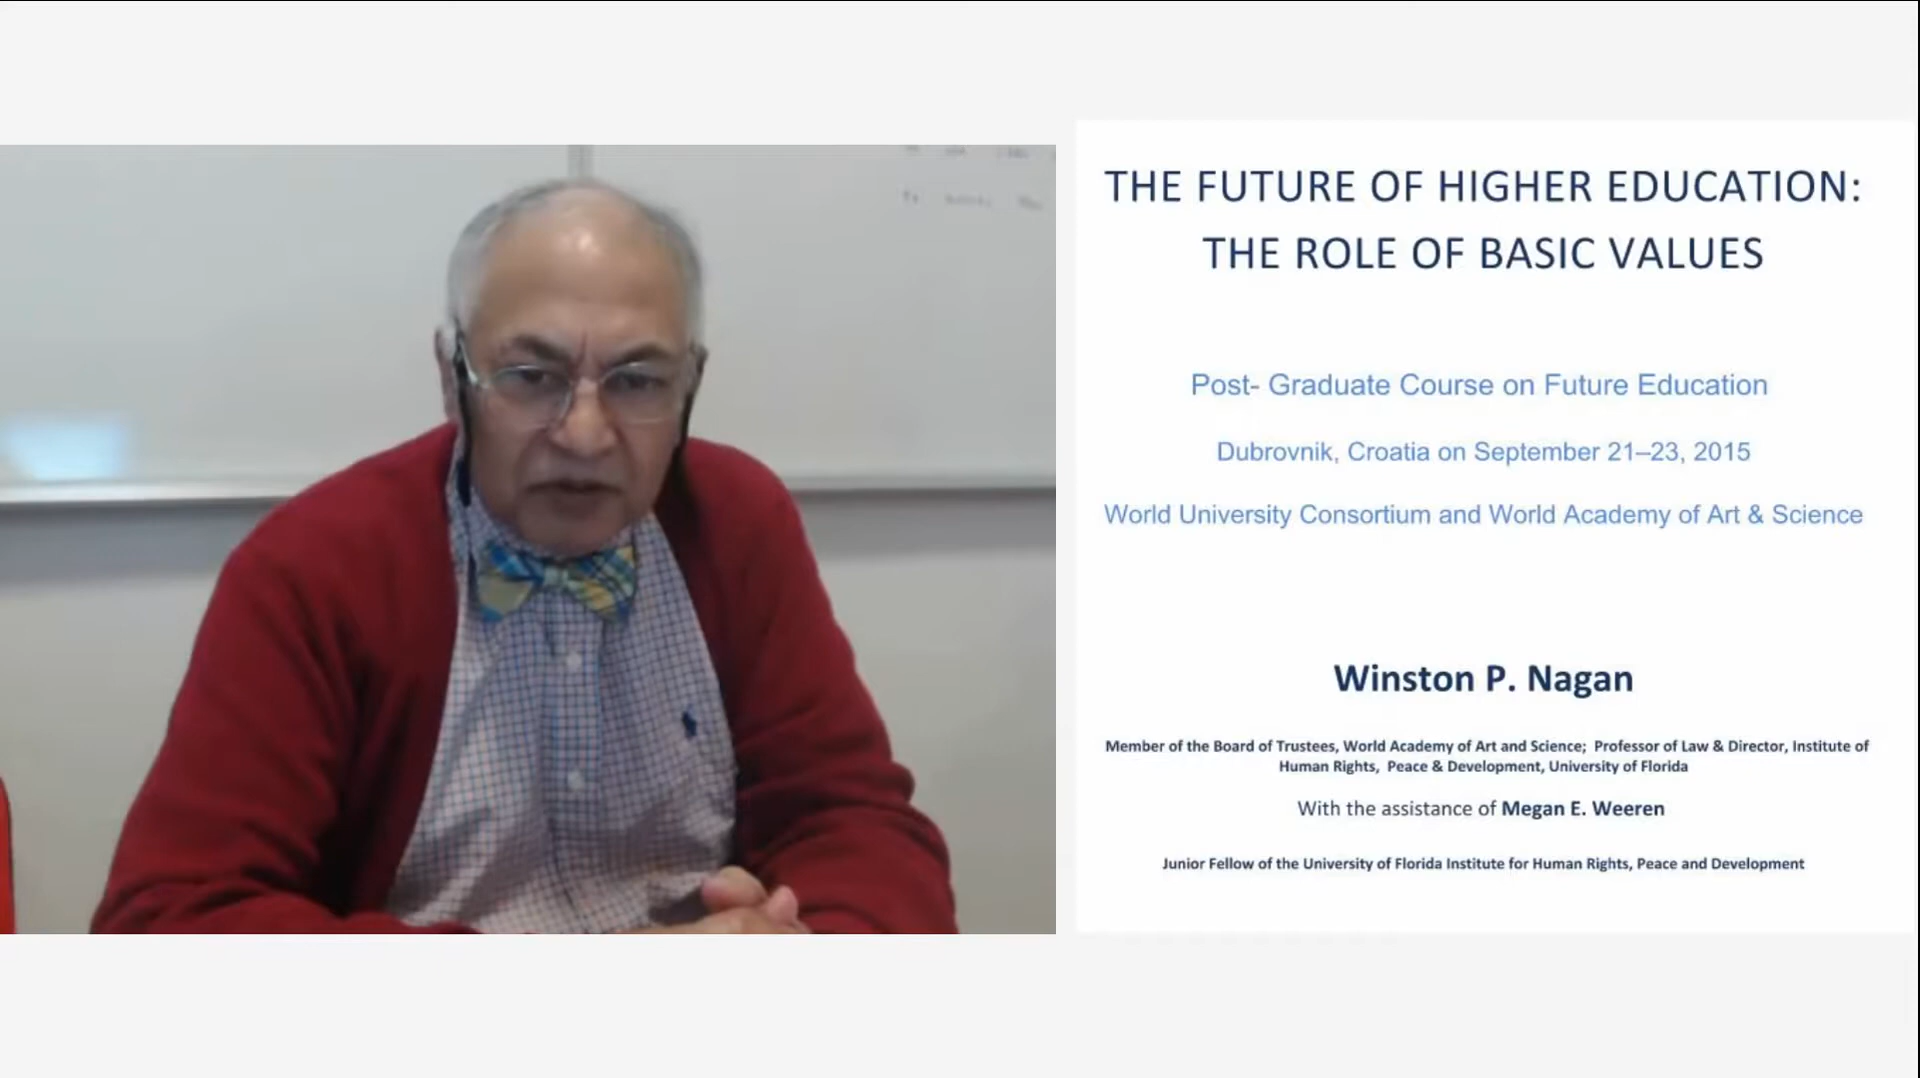 THE FUTURE OF HIGHER EDUCATION:
THE ROLE OF BASIC VALUES
Post- Graduate Course on Future Education
Dubrovnik, Croatia on September 21–23, 2015
World University Consortium and World Academy of Art & Science
Winston P. Nagan
Member of the Board of Trustees, World Academy of Art and Science; Professor of Law & Director, Institute of
Human Rights, Peace & Development, University of Florida
With the assistance of Megan E. Weeren
Junior Fellow of the University of Florida Institute for Human Rights, Peace and Development